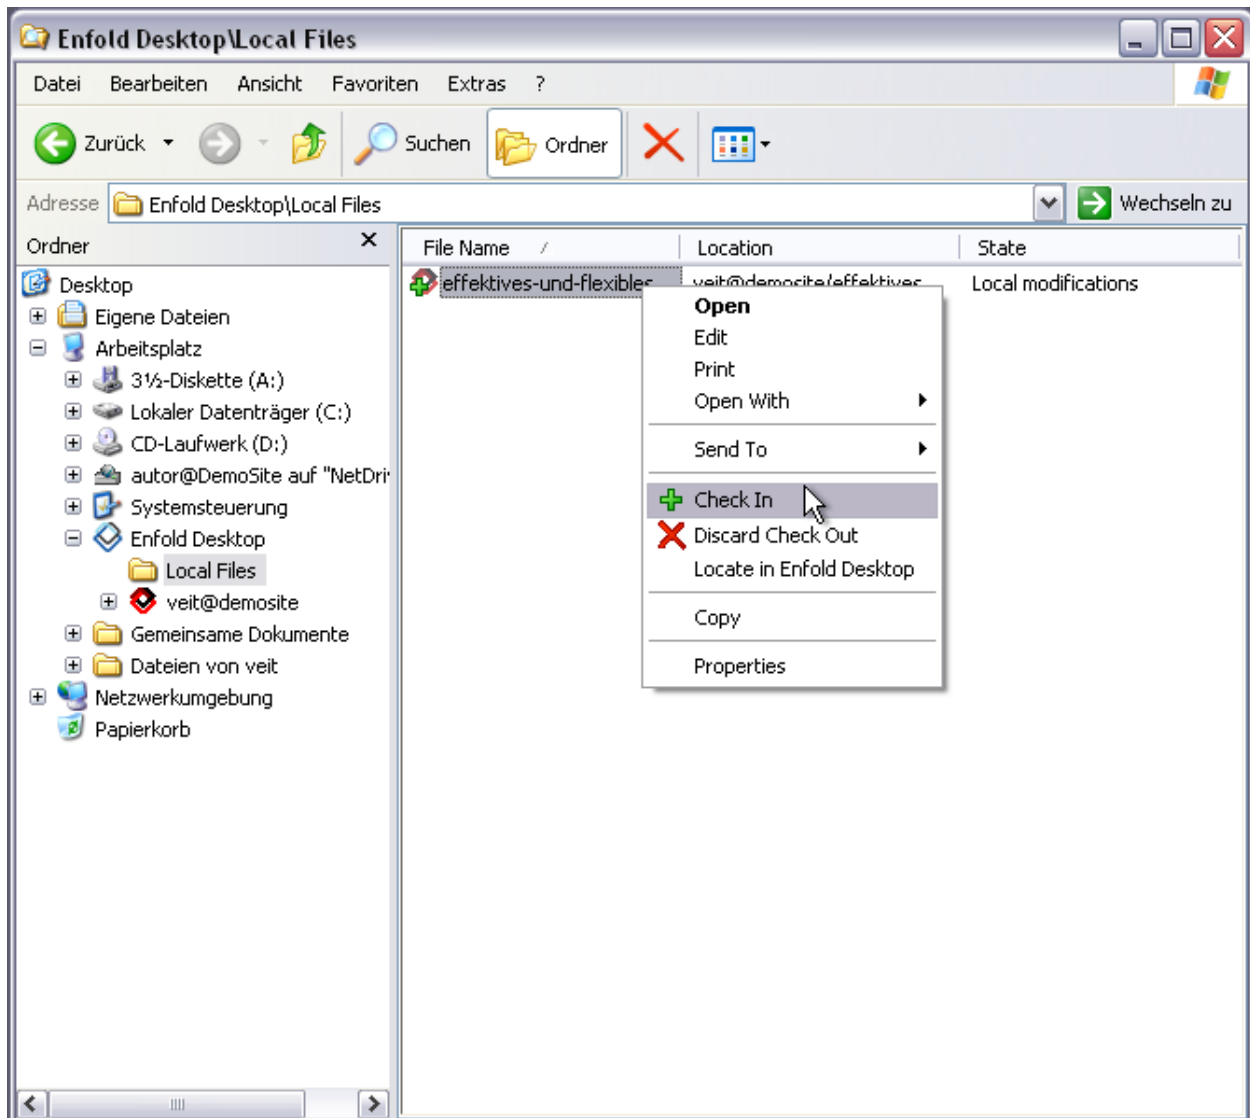 Enfold Desktop\Local Files
Datei Bearbeiten Ansicht Favoriten Extras ?
Zurück Suchen Ordner
Adresse Enfold Desktop\Local Files Wechseln zu
Ordner
Desktop
Eigene Dateien
Arbeitsplatz
3½-Diskette (A:)
Lokaler Datenträger (C:)
CD-Laufwerk (D:)
autor@DemoSite auf "NetDri
Systemsteuerung
Enfold Desktop
Local Files
veit@demosite
Gemeinsame Dokumente
Dateien von veit
Netzwerkumgebung
Papierkorb
File Name Location State
effektives-und-flexibles veit@demosite/effektives Local modifications
Open
Edit
Print
Open With
Send To
Check In
Discard Check Out
Locate in Enfold Desktop
Copy
Properties